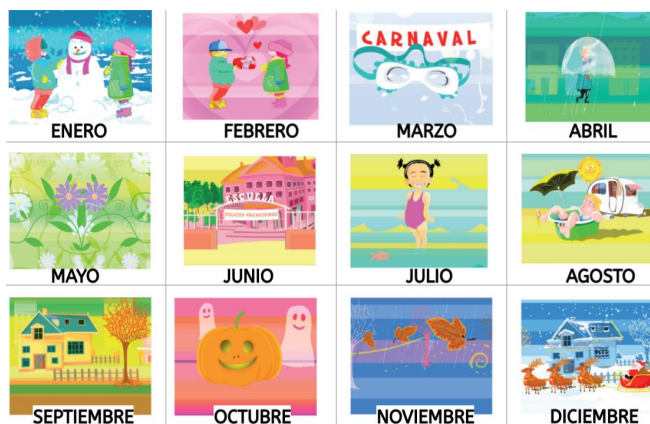 CARNAVAL
ENERO
FEBRERO
MARZO
ABRIL
ESCUELA
FELICES VACACIONES
MAYO
JUNIO
JULIO
AGOSTO
SEPTIEMBRE
OCTUBRE
NOVIEMBRE
DICIEMBRE